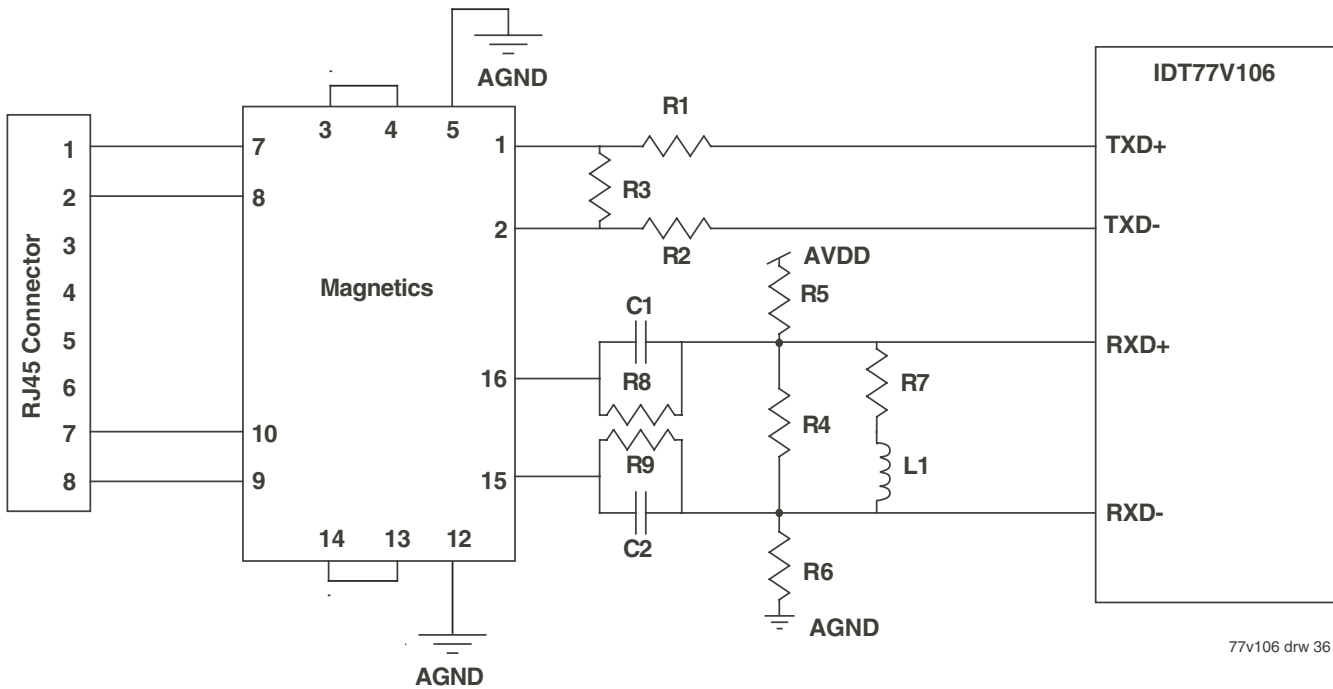 AGND
IDT77V106
R1
3 4 5
1 7 1 TXD+
R3
2 8
2 TXD-
R2
3
AVDD
RJ45 Connector
4 Magnetics R5
C1
5 RXD+
16 R8 R7
6
R4
7 10
R9 L1
8 9 15
RXD-
14 13 12 C2
R6
AGND
AGND
77v106 drw 36